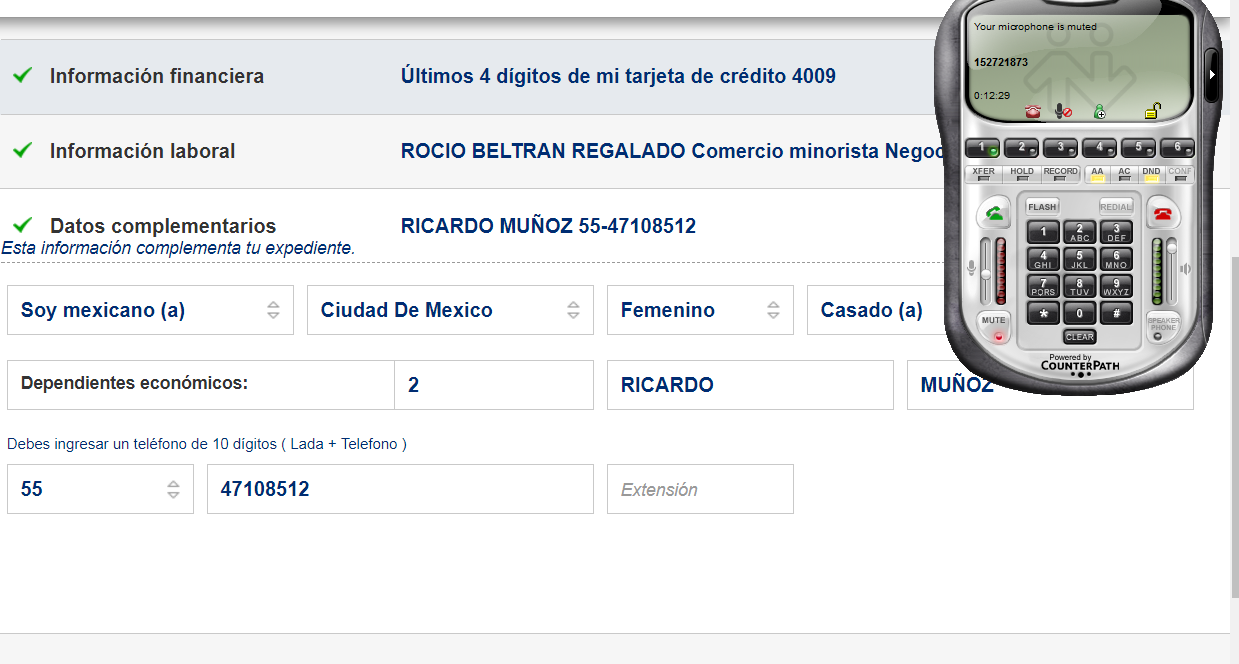 Información financiera Últimos 4 dígitos de mi tarjeta de crédito 4009
Información laboral ROCIO BELTRAN REGALADO Comercio minorista
Datos complementarios RICARDO MUÑOZ 55-47108512
Esta información complementa tu expediente.
Soy mexicano (a) Ciudad De Mexico Femenino Casado (a)
Dependientes económicos: 2 RICARDO MUÑOZ
Debes ingresar un teléfono de 10 dígitos ( Lada + Telefono )
55 47108512 Extensión
Your microphone is muted
152721873
0:12:29
1 2 3 4 5 6
XFER HOLD RECORD AA AC DND CONF
FLASH REDIAL
1 2 ABC 3 DEF
4 GHI 5 JKL 6 MNO
7 PQRS 8 TUV 9 WXYZ
* 0 #
MUTE CLEAR SPEAKER PHONE
Powered by
COUNTERPATH